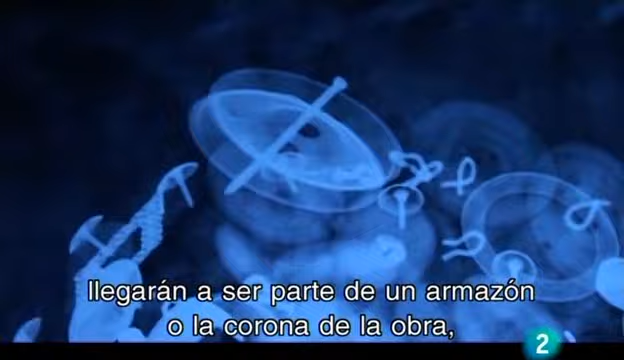 llegarán a ser parte de un armazón
o la corona de la obra,
2